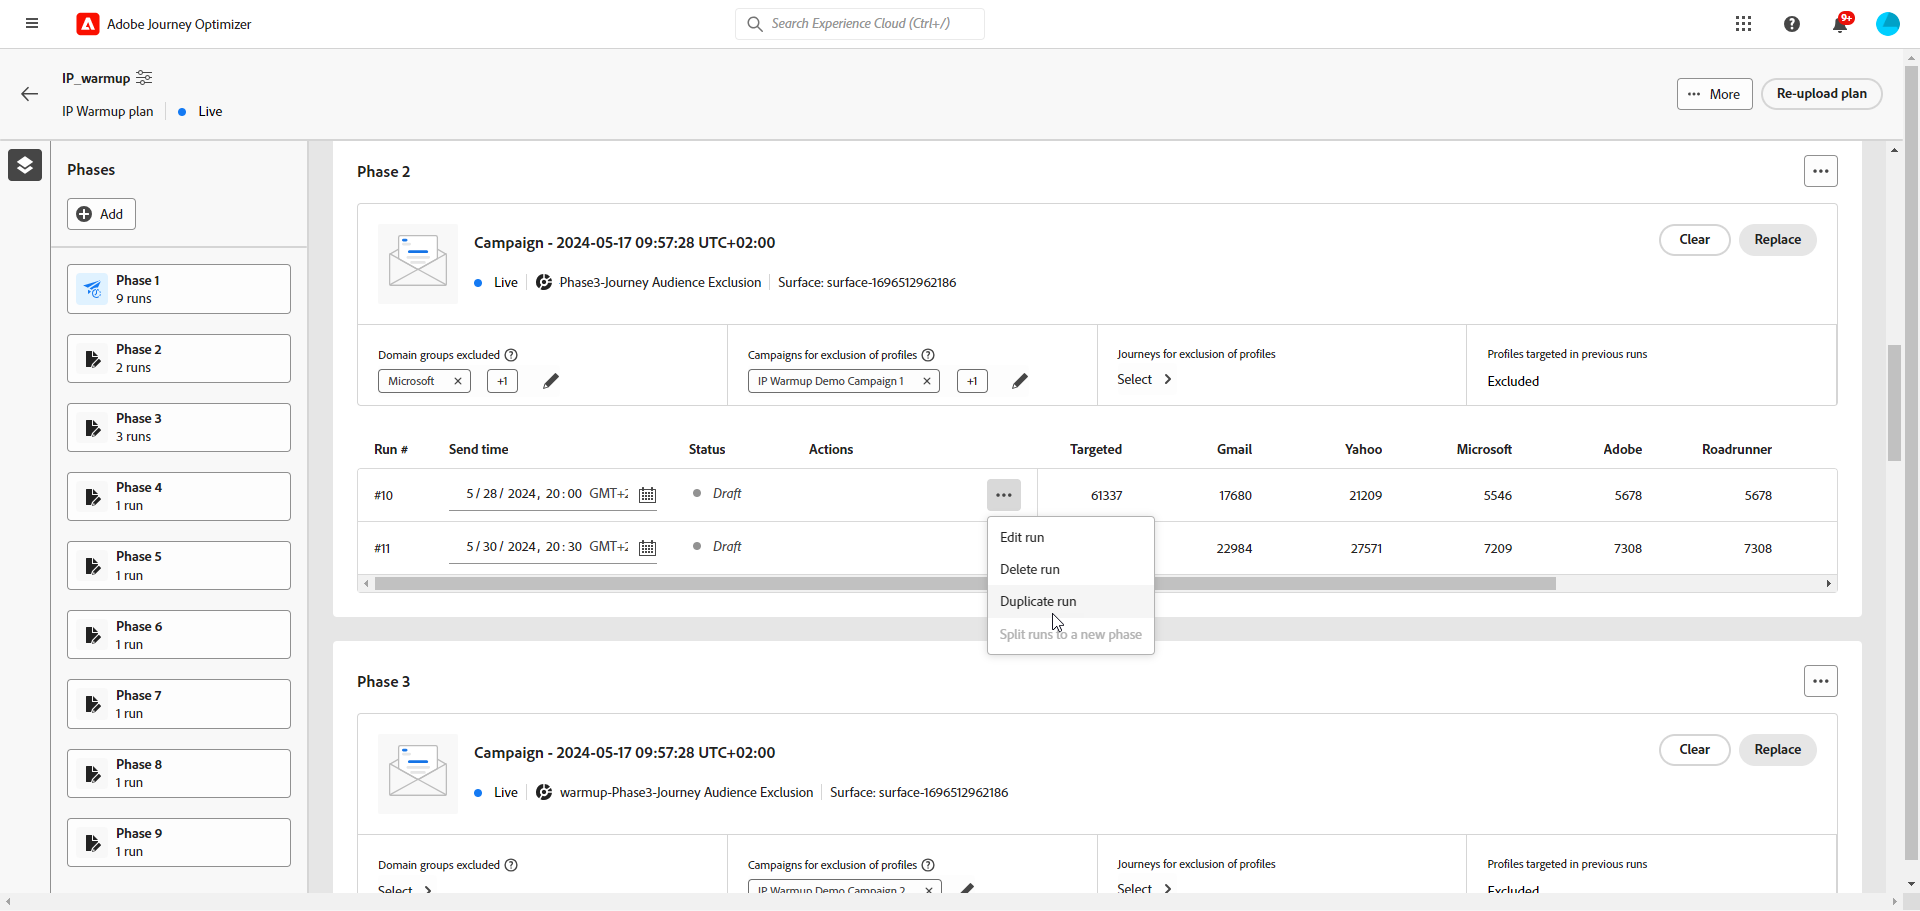 Adobe Journey Optimizer
Search Experience Cloud (Ctrl+/)
9+
IP_warmup
IP Warmup plan
Live
More
Re-upload plan
Phases
Add
Phase 1
9 runs
Phase 2
2 runs
Phase 3
3 runs
Phase 4
1 run
Phase 5
1 run
Phase 6
1 run
Phase 7
1 run
Phase 8
1 run
Phase 9
1 run
Phase 2
Campaign - 2024-05-17 09:57:28 UTC+02:00
Clear
Replace
Live
Phase3-Journey Audience Exclusion
Surface: surface-1696512962186
Domain groups excluded
Microsoft
+1
Campaigns for exclusion of profiles
IP Warmup Demo Campaign 1
+1
Journeys for exclusion of profiles
Select
Profiles targeted in previous runs
Excluded
Run # Send time Status Actions Targeted Gmail Yahoo Microsoft Adobe Roadrunner
#10 5/28/2024, 20:00 GMT+2 Draft 61337 17680 21209 5546 5678 5678
#11 5/30/2024, 20:30 GMT+2 Draft 22984 27571 7209 7308 7308
Edit run
Delete run
Duplicate run
Split runs to a new phase
Phase 3
Campaign - 2024-05-17 09:57:28 UTC+02:00
Clear
Replace
Live
warmup-Phase3-Journey Audience Exclusion
Surface: surface-1696512962186
Domain groups excluded
Select
Campaigns for exclusion of profiles
IP Warmup Demo Campaign 2
Journeys for exclusion of profiles
Select
Profiles targeted in previous runs
Excluded